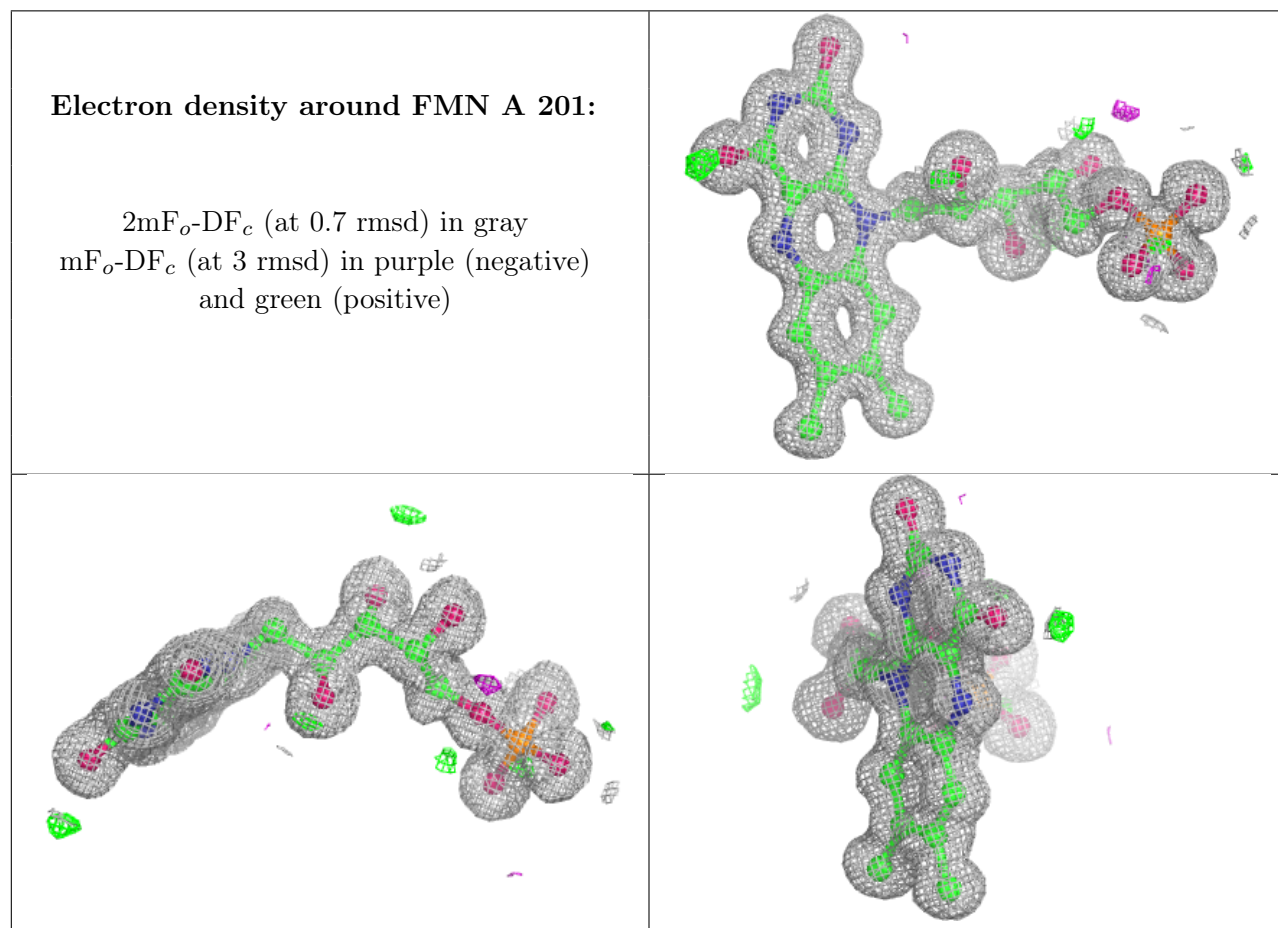 Electron density around FMN A 201:
2mFo-DFc (at 0.7 rmsd) in gray
mFo-DFc (at 3 rmsd) in purple (negative)
and green (positive)